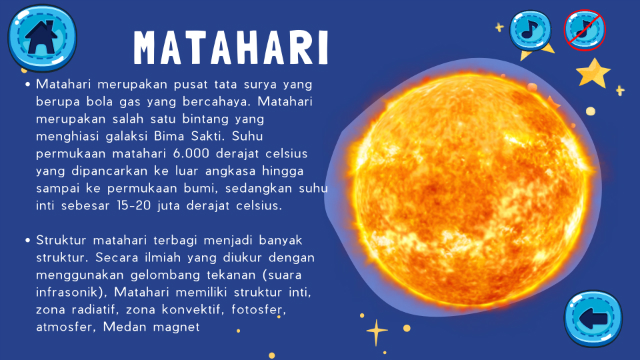 MATAHARI
• Matahari merupakan pusat tata surya yang
berupa bola gas yang bercahaya. Matahari
merupakan salah satu bintang yang
menghiasi galaksi Bima Sakti. Suhu
permukaan matahari 6.000 derajat celsius
yang dipancarkan ke luar angkasa hingga
sampai ke permukaan bumi, sedangkan suhu
inti sebesar 15-20 juta derajat celsius.
• Struktur matahari terbagi menjadi banyak
struktur. Secara ilmiah yang diukur dengan
menggunakan gelombang tekanan (suara
infrasonik), Matahari memiliki struktur inti,
zona radiatif, zona konvektif, fotosfer,
atmosfer, Medan magnet